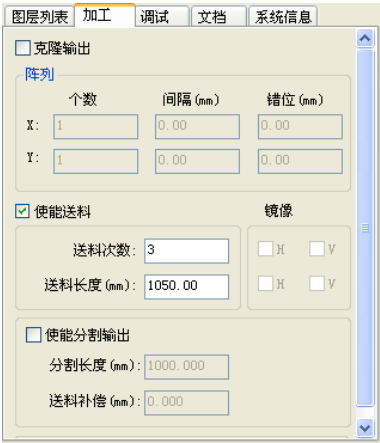 图层列表 加工 调试 文档 系统信息
克隆输出
阵列
个数 间隔(mm) 错位(mm)
X: 1 0.00 0.00
Y: 1 0.00 0.00
使能送料 镜像
送料次数: 3 H V
送料长度(mm): 1050.00 H V
使能分割输出
分割长度(mm): 1000.000
送料补偿(mm): 0.000